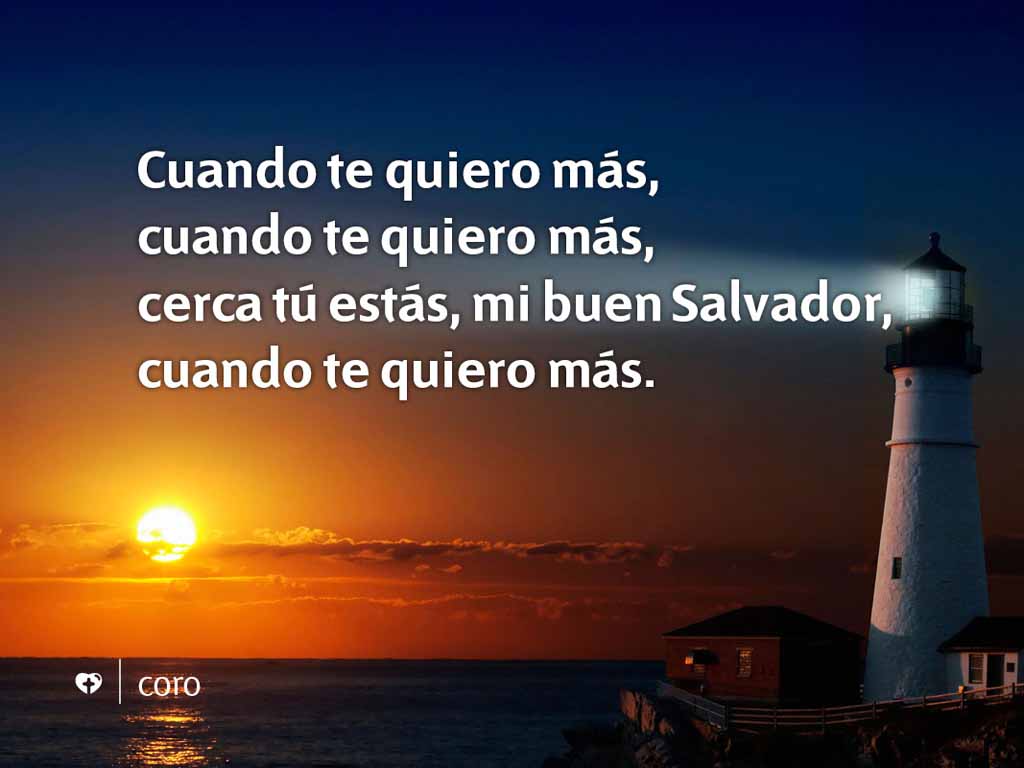 Cuando te quiero más,
cuando te quiero más,
cerca tú estás, mi buen Salvador,
cuando te quiero más.
coro